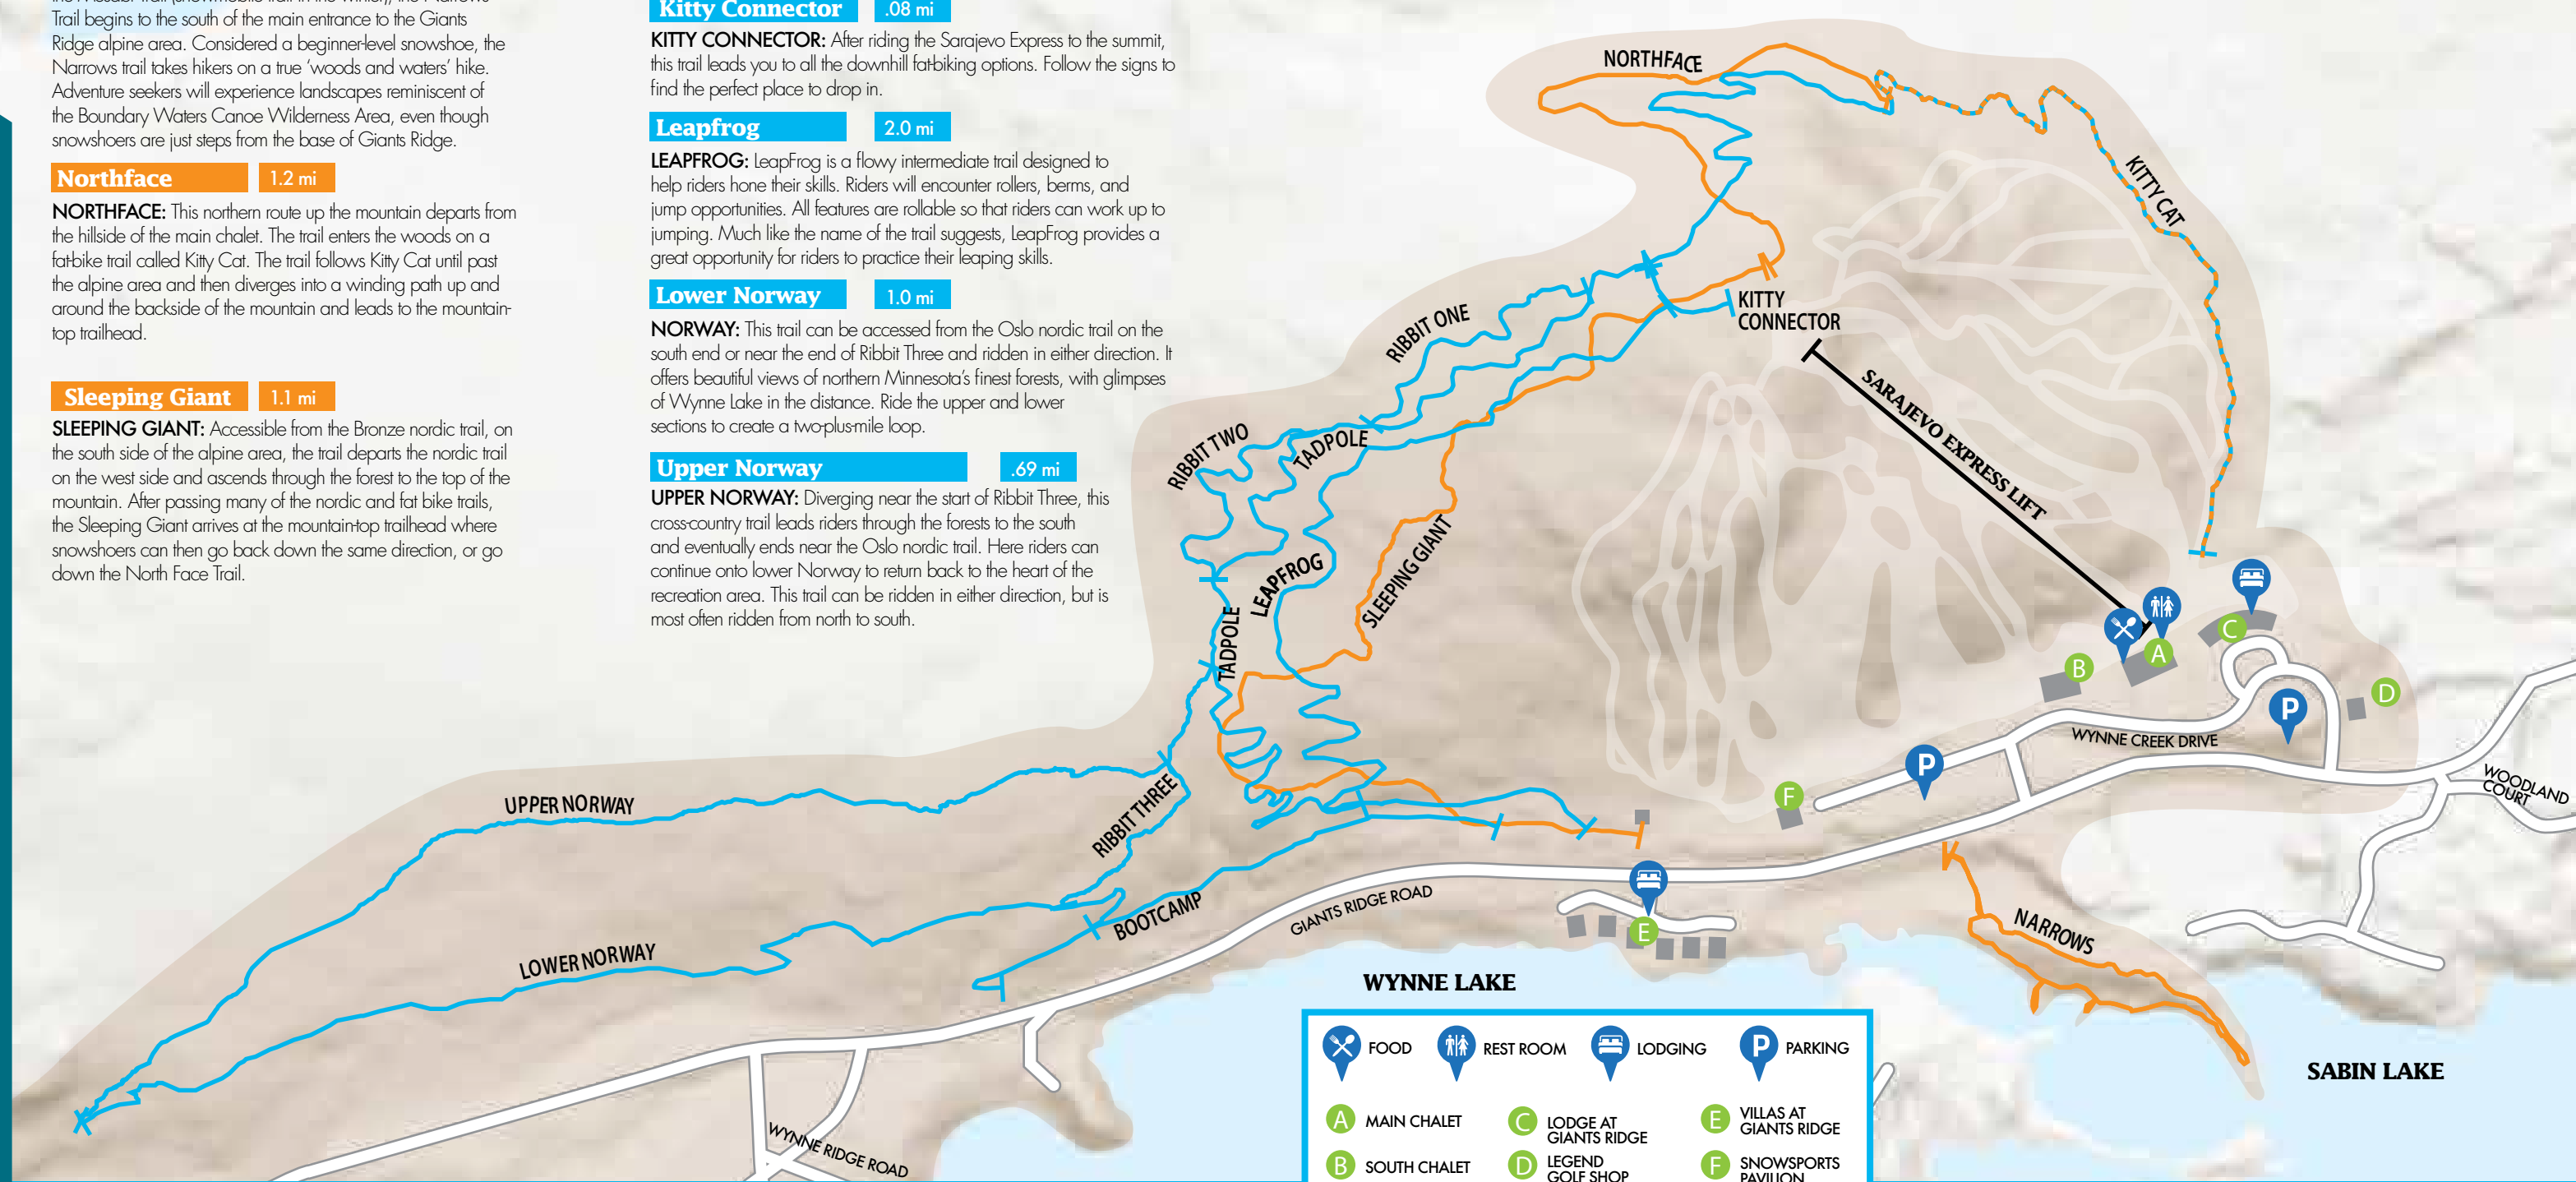 Trail begins to the south of the main entrance to the Giants
Ridge alpine area. Considered a beginner-level snowshoe, the
Narrows trail takes hikers on a true ‘woods and waters’ hike.
Adventure seekers will experience landscapes reminiscent of
the Boundary Waters Canoe Wilderness Area, even though
snowshoers are just steps from the base of Giants Ridge.
Northface 1.2 mi
NORTHFACE: This northern route up the mountain departs from
the hillside of the main chalet. The trail enters the woods on a
fat-bike trail called Kitty Cat. The trail follows Kitty Cat until past
the alpine area and then diverges into a winding path up and
around the backside of the mountain and leads to the mountain-
top trailhead.
Sleeping Giant 1.1 mi
SLEEPING GIANT: Accessible from the Bronze nordic trail, on
the south side of the alpine area, the trail departs the nordic trail
on the west side and ascends through the forest to the top of the
mountain. After passing many of the nordic and fat bike trails,
the Sleeping Giant arrives at the mountain-top trailhead where
snowshoers can then go back down the same direction, or go
down the North Face Trail.
Kitty Connector .08 mi
KITTY CONNECTOR: After riding the Sarajevo Express to the summit,
this trail leads you to all the downhill fat-biking options. Follow the signs to
find the perfect place to drop in.
Leapfrog 2.0 mi
LEAPFROG: LeapFrog is a flowy intermediate trail designed to
help riders hone their skills. Riders will encounter rollers, berms, and
jump opportunities. All features are rollable so that riders can work up to
jumping. Much like the name of the trail suggests, LeapFrog provides a
great opportunity for riders to practice their leaping skills.
Lower Norway 1.0 mi
NORWAY: This trail can be accessed from the Oslo nordic trail on the
south end or near the end of Ribbit Three and ridden in either direction. It
offers beautiful views of northern Minnesota’s finest forests, with glimpses
of Wynne Lake in the distance. Ride the upper and lower
sections to create a two-plus-mile loop.
Upper Norway .69 mi
UPPER NORWAY: Diverging near the start of Ribbit Three, this
cross-country trail leads riders through the forests to the south
and eventually ends near the Oslo nordic trail. Here riders can
continue onto lower Norway to return back to the heart of the
recreation area. This trail can be ridden in either direction, but is
most often ridden from north to south.
NORTHFACE
KITTY CAT
KITTY
CONNECTOR
RIBBIT ONE
SARAJEVO EXPRESS LIFT
RIBBIT TWO
TADPOLE
SLEEPING GIANT
LEAPFROG
TADPOLE
C
A
B
D
P
WYNNE CREEK DRIVE
P
WOODLAND
COURT
F
UPPER NORWAY
RIBBIT THREE
GIANTS RIDGE ROAD
BOOTCAMP
E
NARROWS
LOWER NORWAY
WYNNE LAKE
SABIN LAKE
WYNNE RIDGE ROAD
FOOD
REST ROOM
LODGING
P PARKING
A MAIN CHALET
C LODGE AT
GIANTS RIDGE
E VILLAS AT
GIANTS RIDGE
B SOUTH CHALET
D LEGEND
GOLF SHOP
F SNOWSPORTS
PAVILION